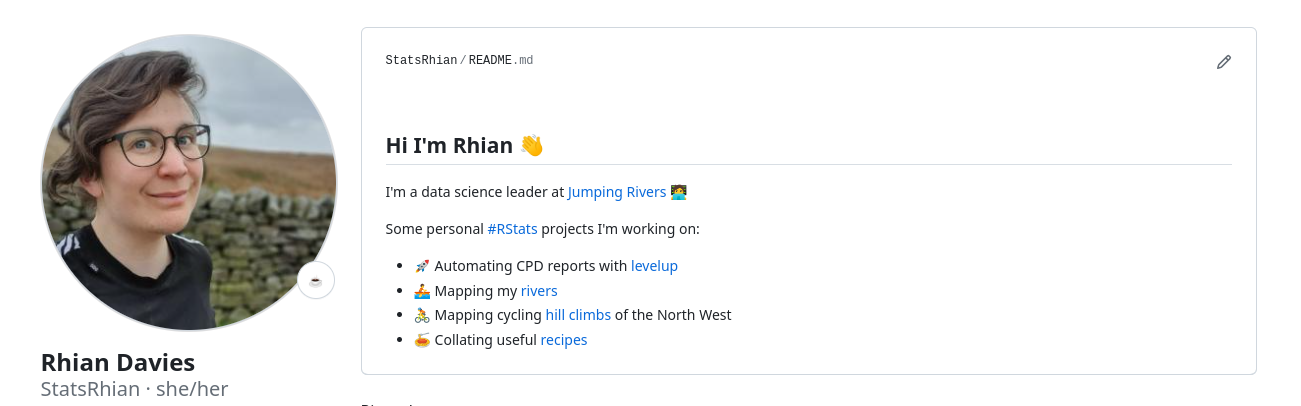 StatsRhian / README.md
Hi I'm Rhian 👋
I'm a data science leader at Jumping Rivers 🧑‍💻
Some personal #RStats projects I'm working on:
🚀 Automating CPD reports with levelup
🚣 Mapping my rivers
🚴 Mapping cycling hill climbs of the North West
🍲 Collating useful recipes
Rhian Davies
StatsRhian · she/her